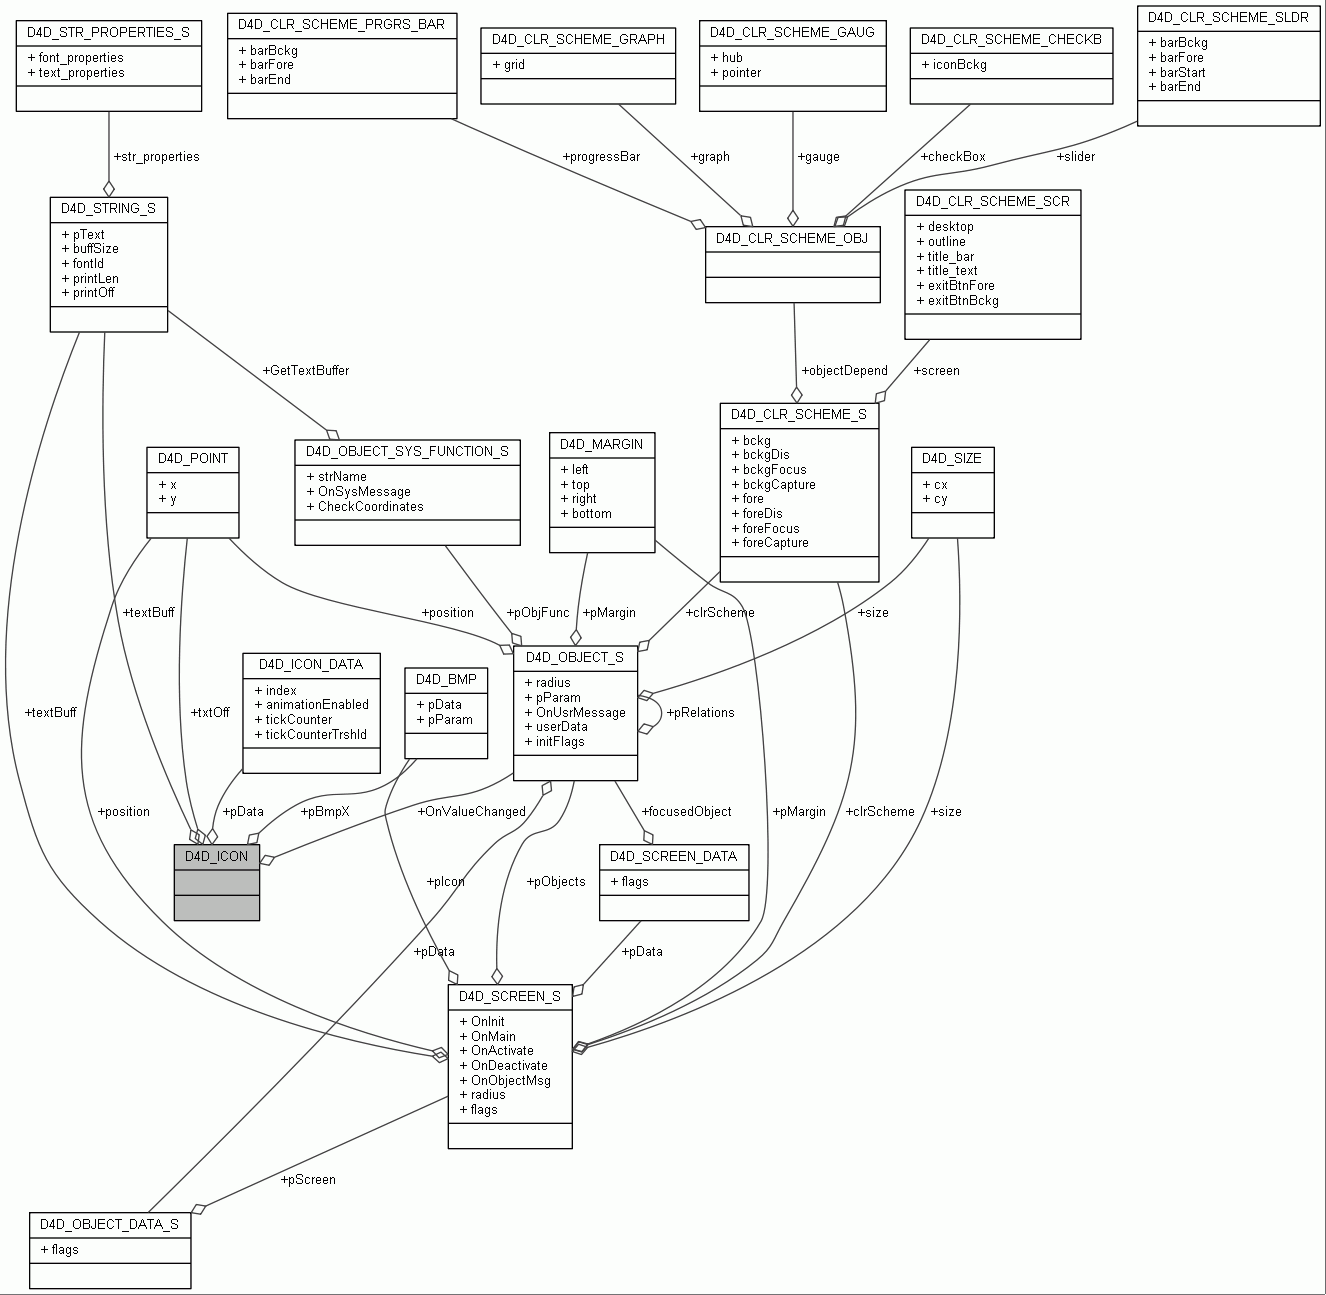 D4D_STR_PROPERTIES_S
+ font_properties
+ text_properties
D4D_CLR_SCHEME_PRGRS_BAR
+ barBckg
+ barFore
+ barEnd
D4D_CLR_SCHEME_GRAPH
+ grid
D4D_CLR_SCHEME_GAUG
+ hub
+ pointer
D4D_CLR_SCHEME_CHECKB
+ iconBckg
D4D_CLR_SCHEME_SLDR
+ barBckg
+ barFore
+ barStart
+ barEnd
+str_properties
+progressBar
+graph
+gauge
+checkBox
+slider
D4D_STRING_S
+ pText
+ buffSize
+ fontId
+ printLen
+ printOff
D4D_CLR_SCHEME_OBJ
D4D_CLR_SCHEME_SCR
+ desktop
+ outline
+ title_bar
+ title_text
+ exitBtnFore
+ exitBtnBckg
+GetTextBuffer
+objectDepend
+screen
D4D_POINT
+ x
+ y
D4D_OBJECT_SYS_FUNCTION_S
+ strName
+ OnSysMessage
+ CheckCoordinates
D4D_MARGIN
+ left
+ top
+ right
+ bottom
D4D_CLR_SCHEME_S
+ bckg
+ bckgDis
+ bckgFocus
+ bckgCapture
+ fore
+ foreDis
+ foreFocus
+ foreCapture
D4D_SIZE
+ cx
+ cy
+textBuff
+position
+pObjFunc
+pMargin
+clrScheme
+size
D4D_ICON_DATA
+ index
+ animationEnabled
+ tickCounter
+ tickCounterTrshld
D4D_BMP
+ pData
+ pParam
D4D_OBJECT_S
+ radius
+ pParam
+ OnUsrMessage
+ userData
+ initFlags
+textBuff
+txtOff
+pRelations
+position
+pData
+pBmpX
+OnValueChanged
+focusedObject
+pMargin
+clrScheme
+size
D4D_ICON
D4D_SCREEN_DATA
+ flags
+pIcon
+pObjects
+pData
+pData
D4D_SCREEN_S
+ OnInit
+ OnMain
+ OnActivate
+ OnDeactivate
+ OnObjectMsg
+ radius
+ flags
+pScreen
D4D_OBJECT_DATA_S
+ flags